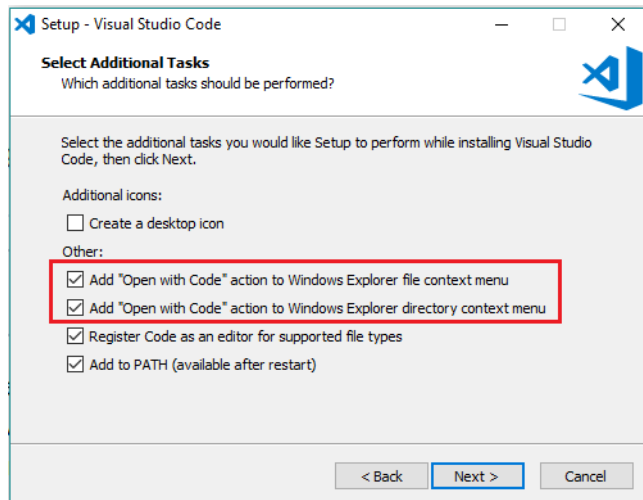 Setup - Visual Studio Code
Select Additional Tasks
Which additional tasks should be performed?
Select the additional tasks you would like Setup to perform while installing Visual Studio
Code, then click Next.
Additional icons:
Create a desktop icon
Other:
Add "Open with Code" action to Windows Explorer file context menu
Add "Open with Code" action to Windows Explorer directory context menu
Register Code as an editor for supported file types
Add to PATH (available after restart)
< Back
Next >
Cancel